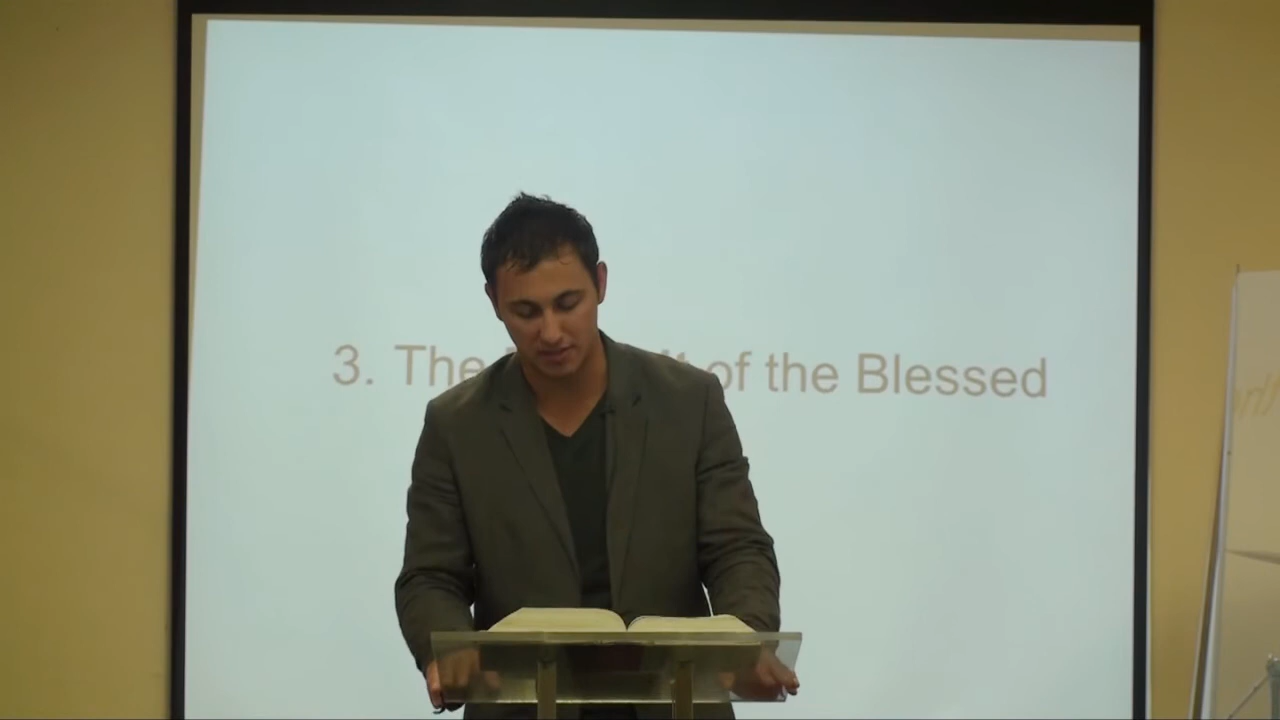 3. The of the Blessed